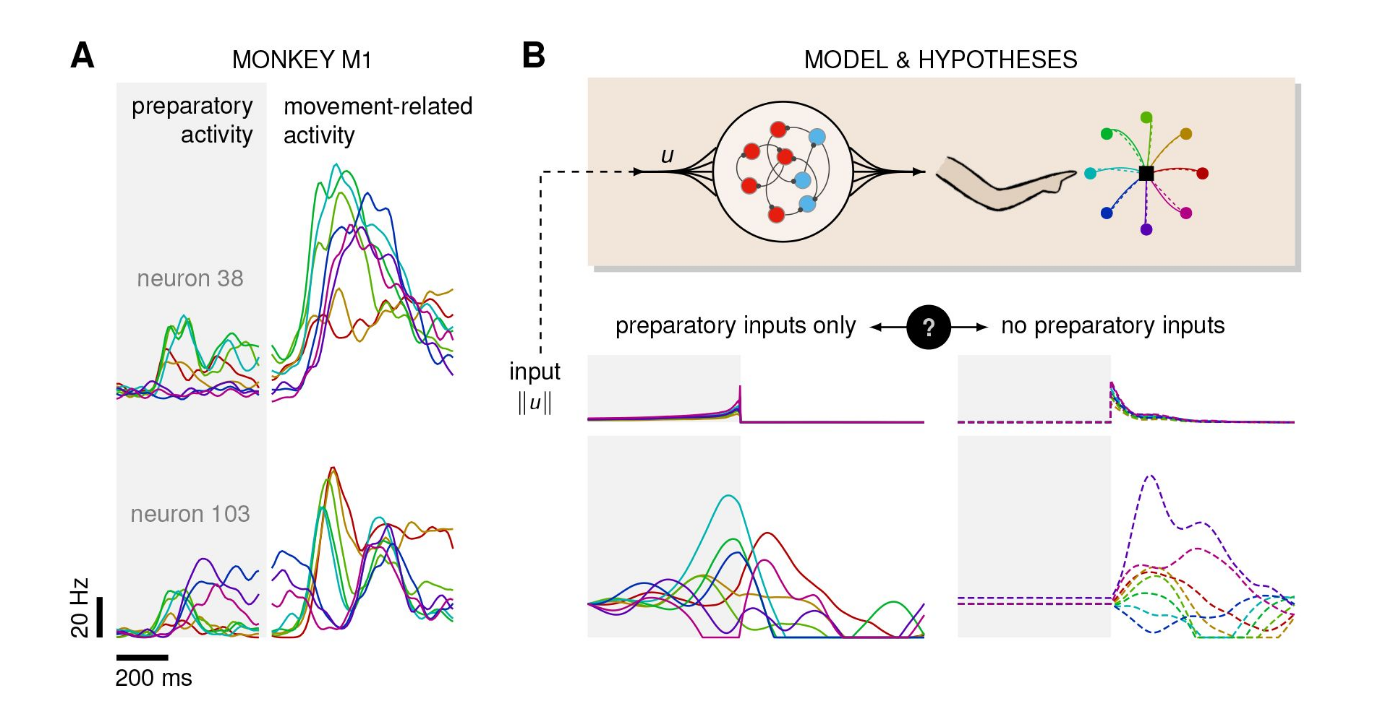 A
MONKEY M1
preparatory
activity
movement-related
activity
neuron 38
neuron 103
20 Hz
200 ms
B
MODEL & HYPOTHESES
u
preparatory inputs only
?
no preparatory inputs
input
‖u‖